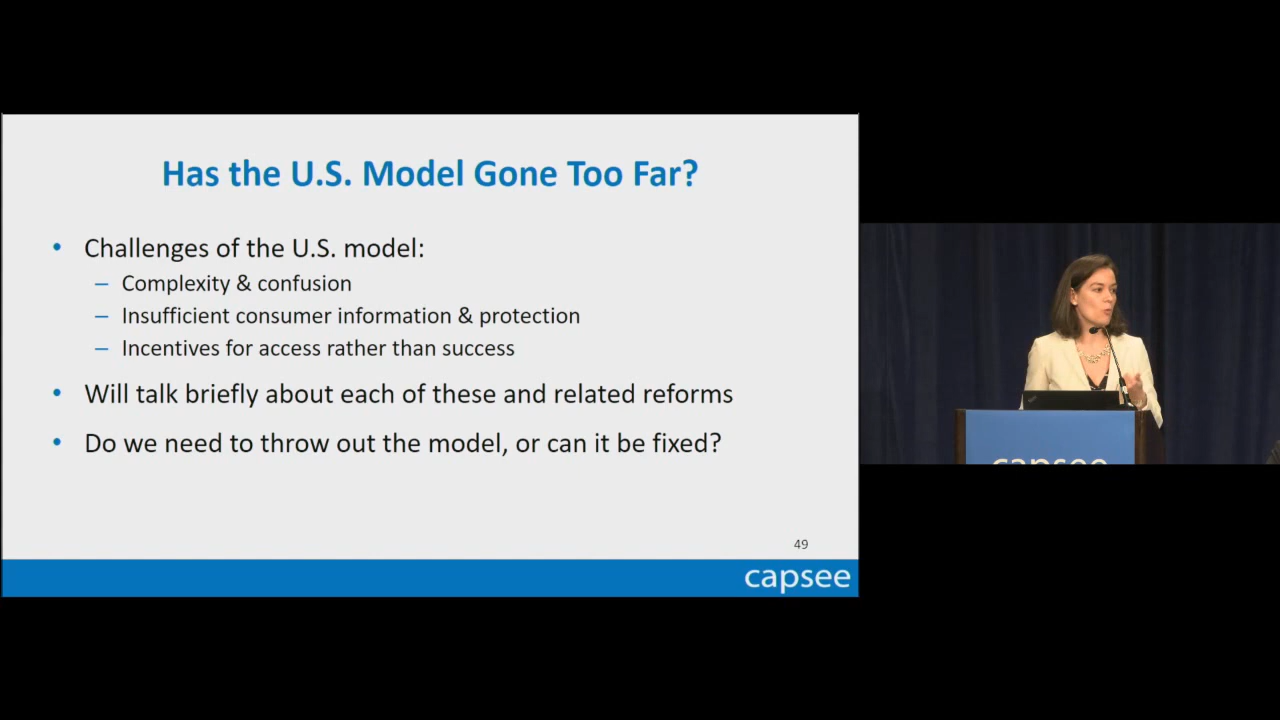 Has the U.S. Model Gone Too Far?
• Challenges of the U.S. model:
– Complexity & confusion
– Insufficient consumer information & protection
– Incentives for access rather than success
• Will talk briefly about each of these and related reforms
• Do we need to throw out the model, or can it be fixed?
49
capsee
capsee